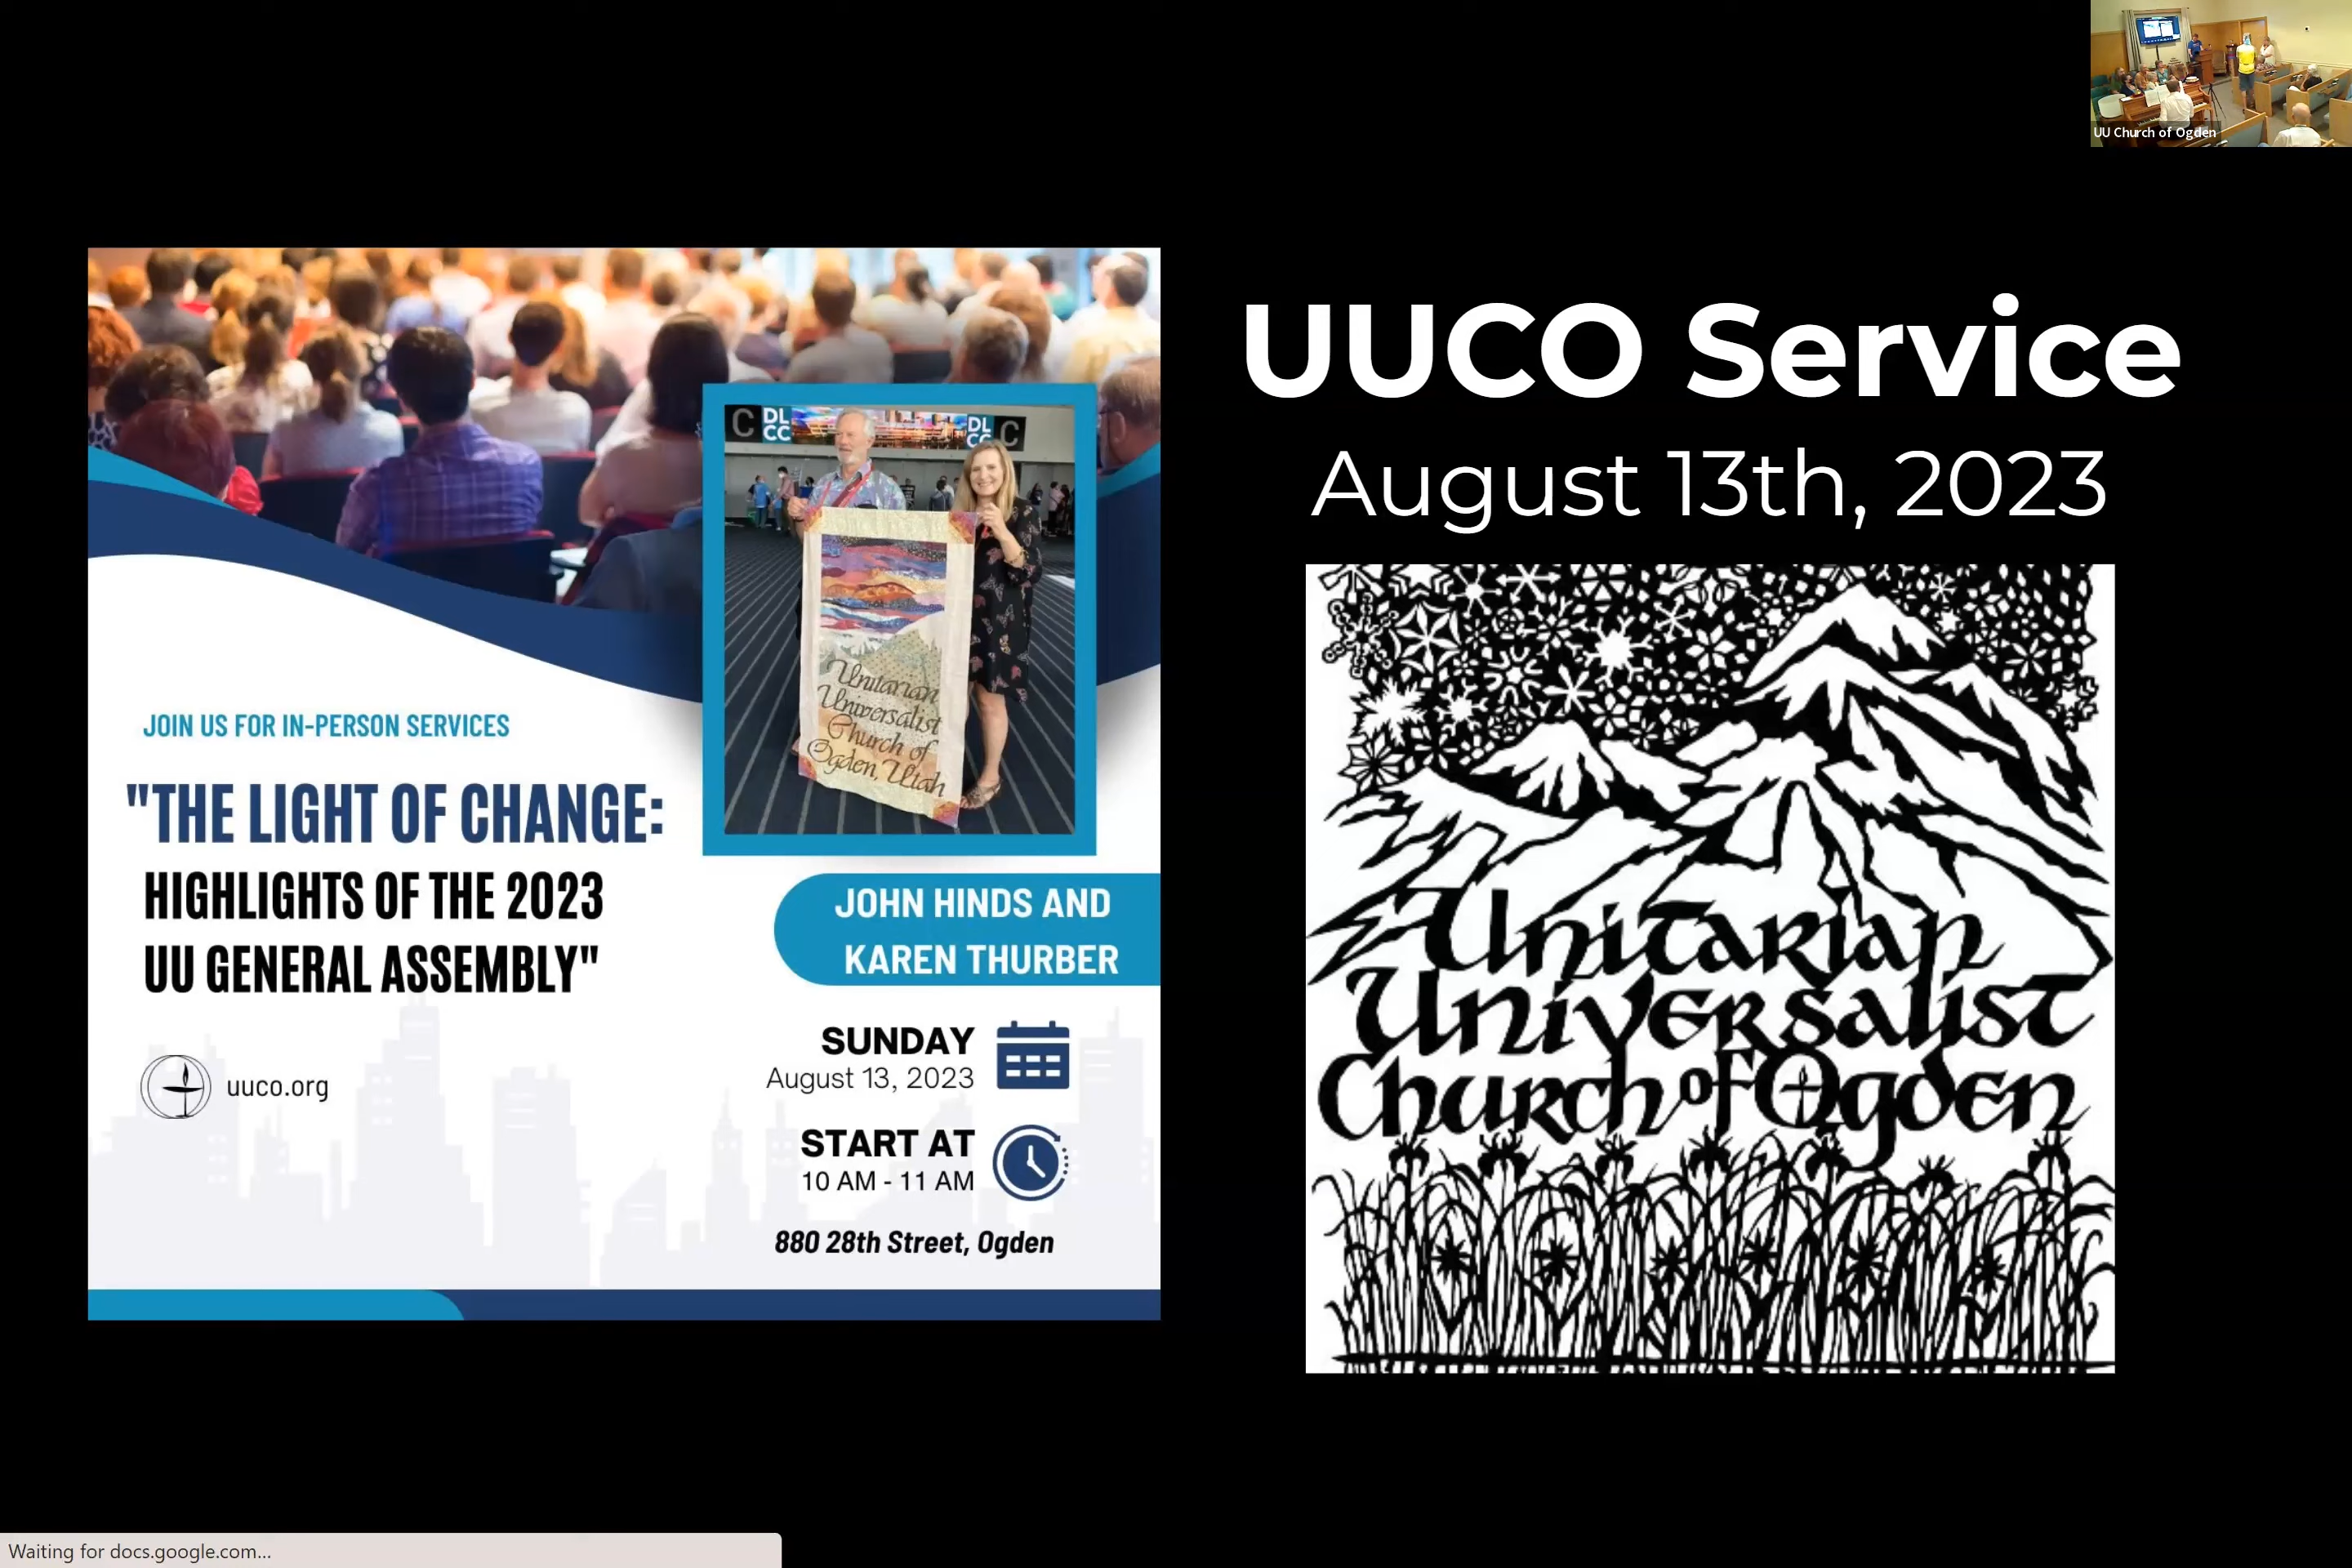 UU Church of Ogden
UUCO Service
August 13th, 2023
C DL CC
DL CC C
Unitarian
Universalist
Church of
Ogden, Utah
JOIN US FOR IN-PERSON SERVICES
"THE LIGHT OF CHANGE:
HIGHLIGHTS OF THE 2023
UU GENERAL ASSEMBLY"
uuco.org
JOHN HINDS AND
KAREN THURBER
SUNDAY
August 13, 2023
START AT
10 AM - 11 AM
880 28th Street, Ogden
Unitarian
Universalist
Church of Ogden
Waiting for docs.google.com...